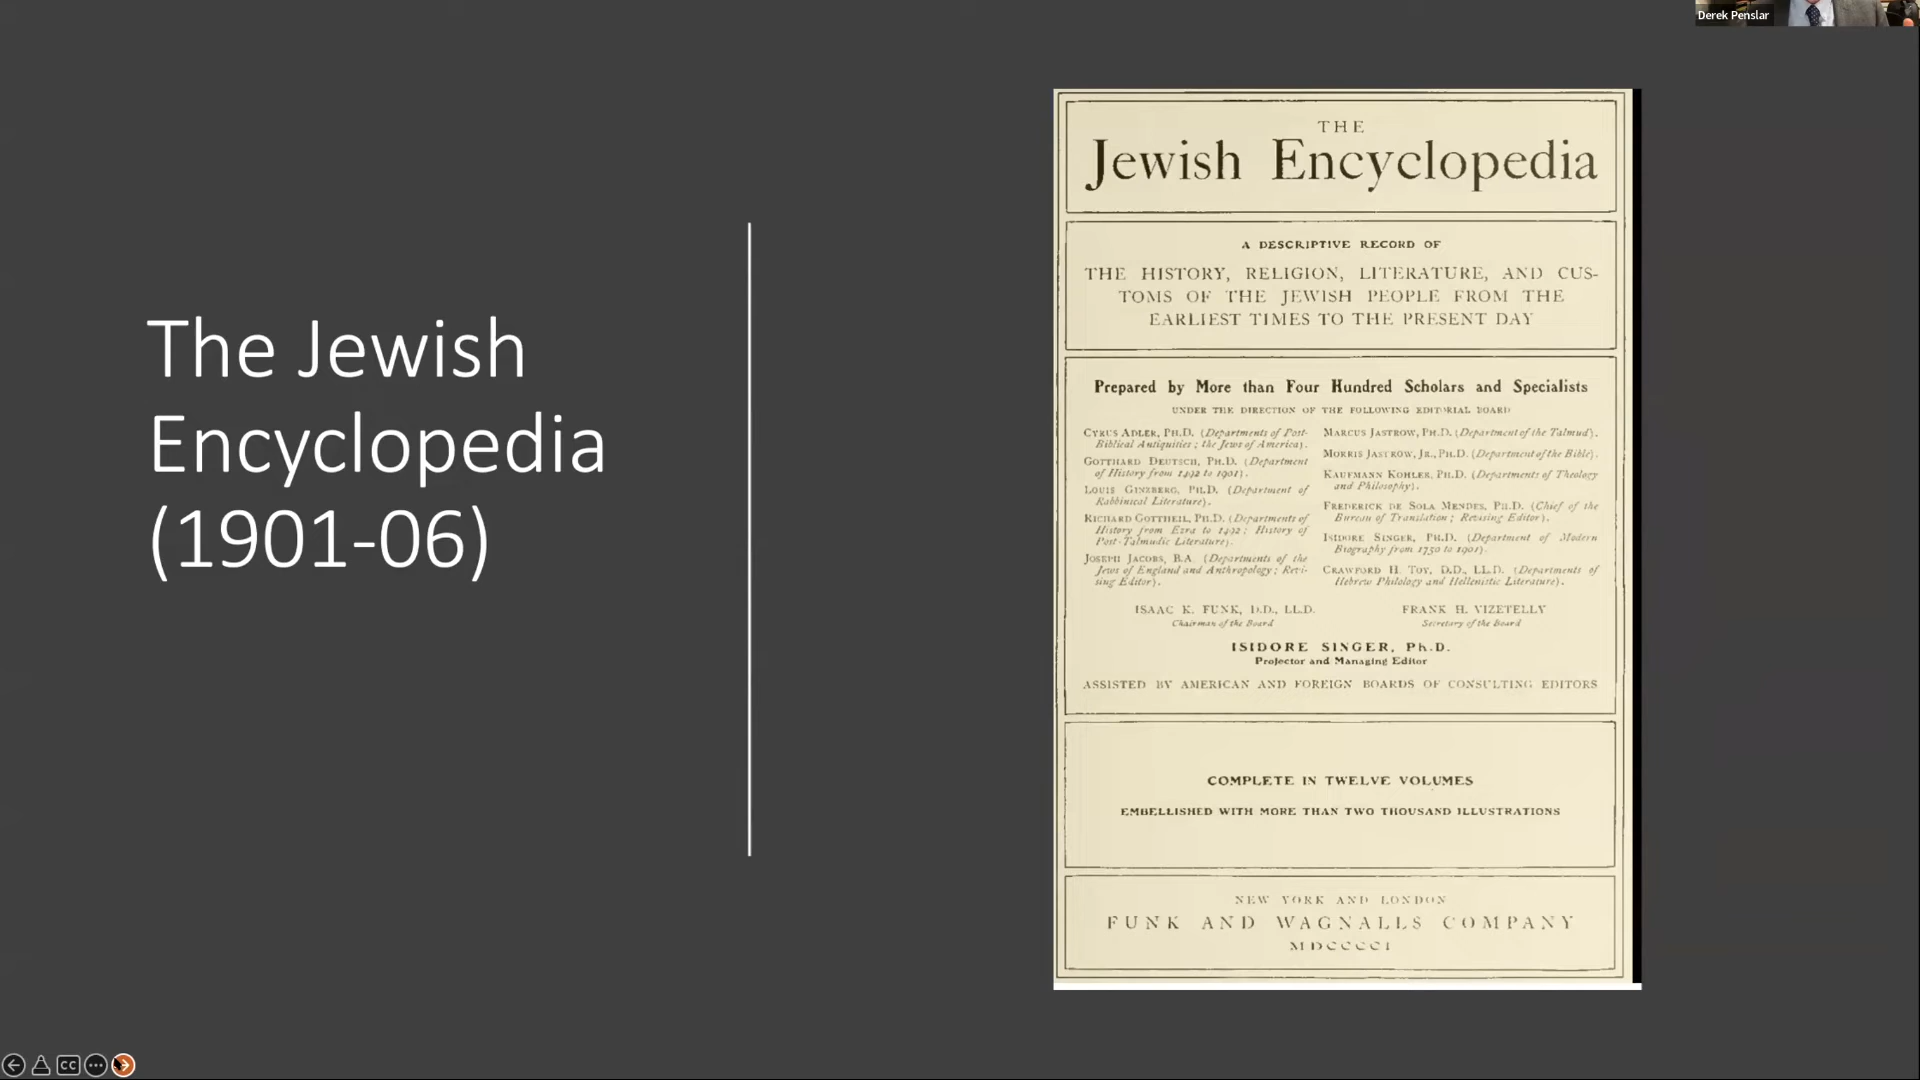 Derek Penslar
The Jewish
Encyclopedia
(1901-06)
THE
Jewish Encyclopedia
A DESCRIPTIVE RECORD OF
THE HISTORY, RELIGION, LITERATURE, AND CUS-
TOMS OF THE JEWISH PEOPLE FROM THE
EARLIEST TIMES TO THE PRESENT DAY
Prepared by More than Four Hundred Scholars and Specialists
UNDER THE DIRECTION OF THE FOLLOWING EDITORIAL BOARD
CYRUS ADLER, PH.D. (Departments of Post-
Biblical Antiquities; the Jews of America).
GOTTHARD DEUTSCH, PH.D. (Department
of History from 1492 to 1901).
LOUIS GINZBERG, PH.D. (Department of
Rabbinical Literature).
RICHARD GOTTHEIL, PH.D. (Departments of
History from Ezra to 1492; History of
Post-Talmudic Literature).
JOSEPH JACOBS, B.A. (Departments of the
Jews of England and Anthropology; Revi-
sing Editor).
MARCUS JASTROW, PH.D. (Department of the Talmud).
MORRIS JASTROW, JR., PH.D. (Department of the Bible).
KAUFMANN KOHLER, PH.D. (Departments of Theology
and Philosophy).
FREDERICK DE SOLA MENDES, PH.D. (Chief of the
Bureau of Translation; Revising Editor).
ISIDORE SINGER, PH.D. (Department of Modern
Biography from 1750 to 1901).
CRAWFORD H. TOY, D.D., LL.D. (Departments of
Hebrew Philology and Hellenistic Literature).
ISAAC K. FUNK, D.D., LL.D.
Chairman of the Board
FRANK H. VIZETELLY
Secretary of the Board
ISIDORE SINGER, Ph.D.
Projector and Managing Editor
ASSISTED BY AMERICAN AND FOREIGN BOARDS OF CONSULTING EDITORS
COMPLETE IN TWELVE VOLUMES
EMBELLISHED WITH MORE THAN TWO THOUSAND ILLUSTRATIONS
NEW YORK AND LONDON
FUNK AND WAGNALLS COMPANY
MDCCCCI
CC